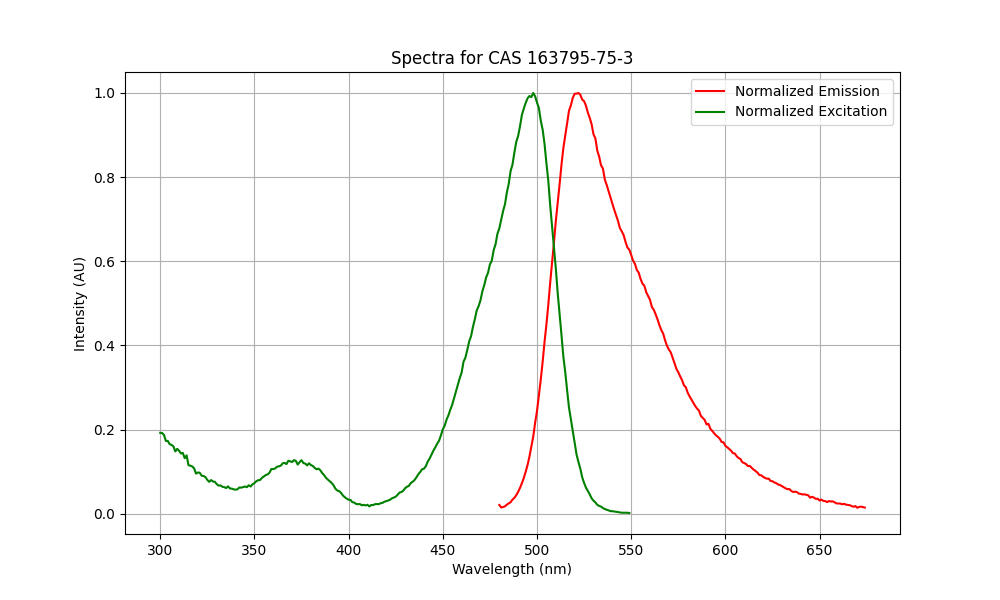 Spectra for CAS 163795-75-3
Normalized Emission
Normalized Excitation
1.0
0.8
0.6
0.4
0.2
0.0
Intensity (AU)
300 350 400 450 500 550 600 650
Wavelength (nm)